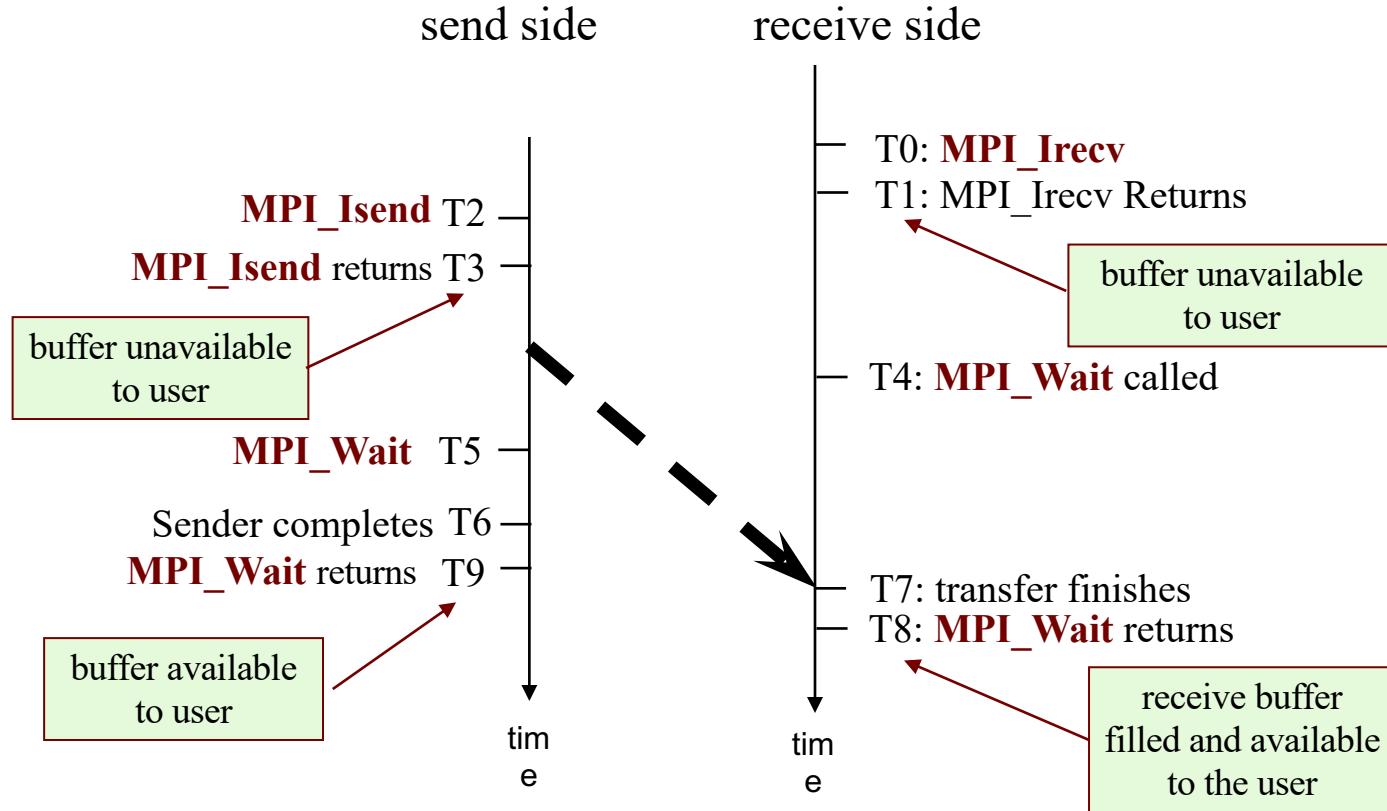 send side
receive side
T0: MPI_Irecv
T1: MPI_Irecv Returns
MPI_Isend T2
MPI_Isend returns T3
buffer unavailable
to user
buffer unavailable
to user
T4: MPI_Wait called
MPI_Wait T5
Sender completes T6
MPI_Wait returns T9
T7: transfer finishes
T8: MPI_Wait returns
buffer available
to user
receive buffer
filled and available
to the user
tim
e
tim
e